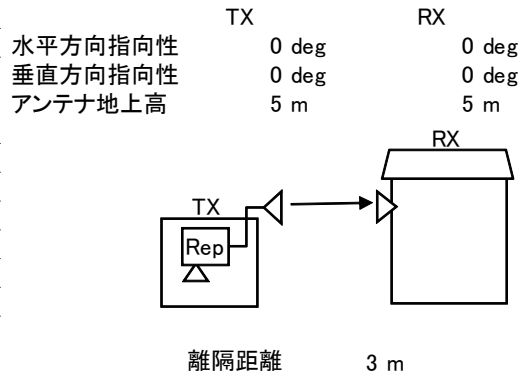 TX RX
水平方向指向性 0 deg 0 deg
垂直方向指向性 0 deg 0 deg
アンテナ地上高 5 m 5 m
RX
TX
Rep
離隔距離 3 m